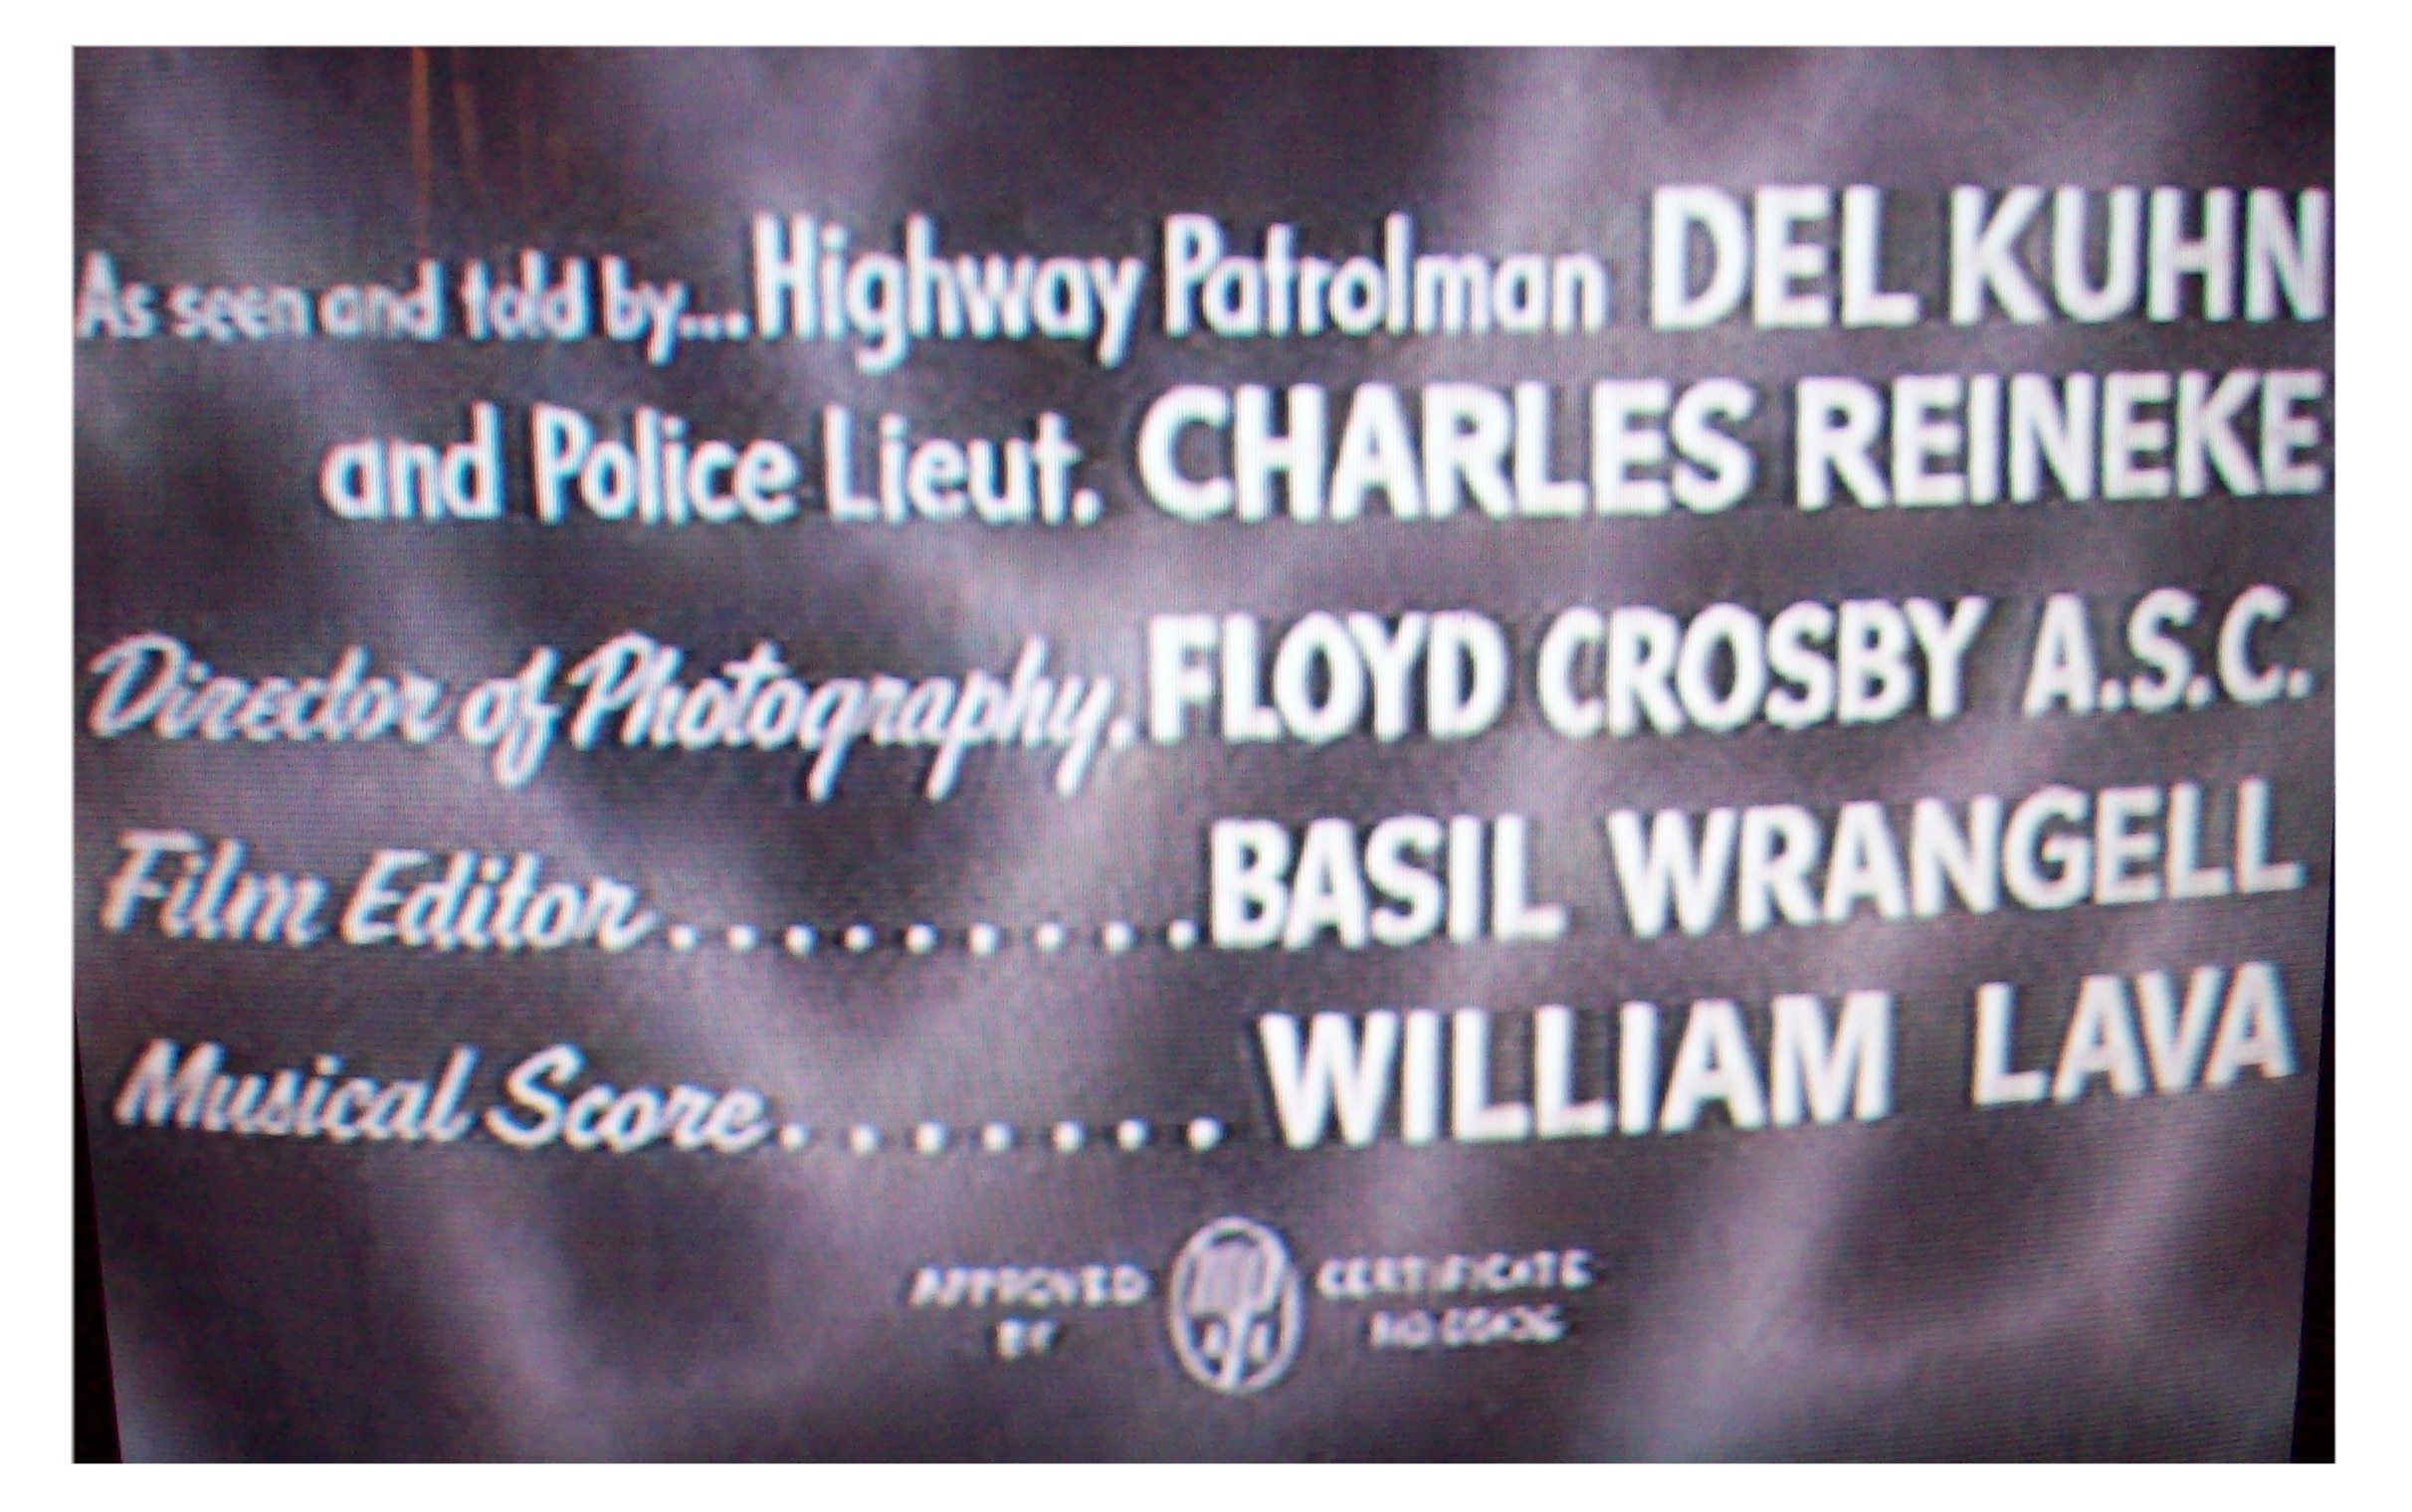 As seen and told by...Highway Patrolman DEL KUHN
and Police Lieut. CHARLES REINEKE
Director of Photography. FLOYD CROSBY A.S.C.
Film Editor..........BASIL WRANGELL
Musical Score....... WILLIAM LAVA
APPROVED BY
CERTIFICATE NO